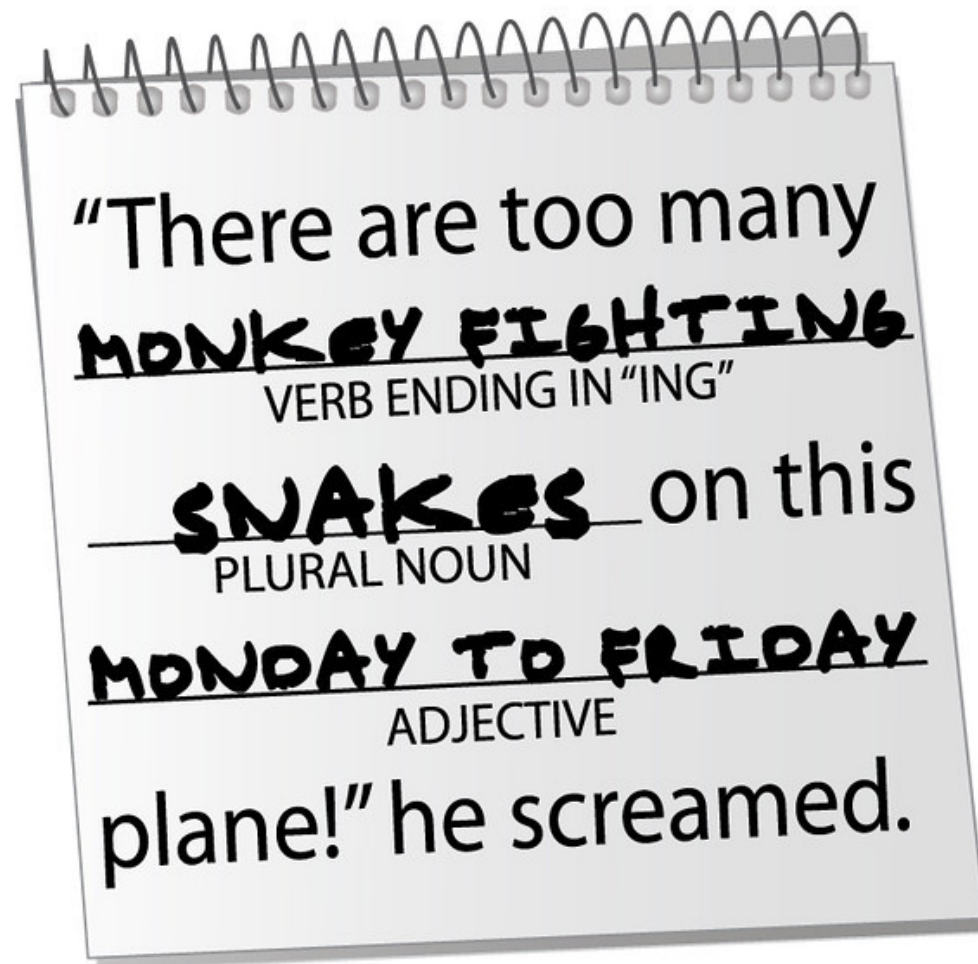 “There are too many
MONKEY FIGHTING
VERB ENDING IN “ING”
SNAKES on this
PLURAL NOUN
MONDAY TO FRIDAY
ADJECTIVE
plane!” he screamed.